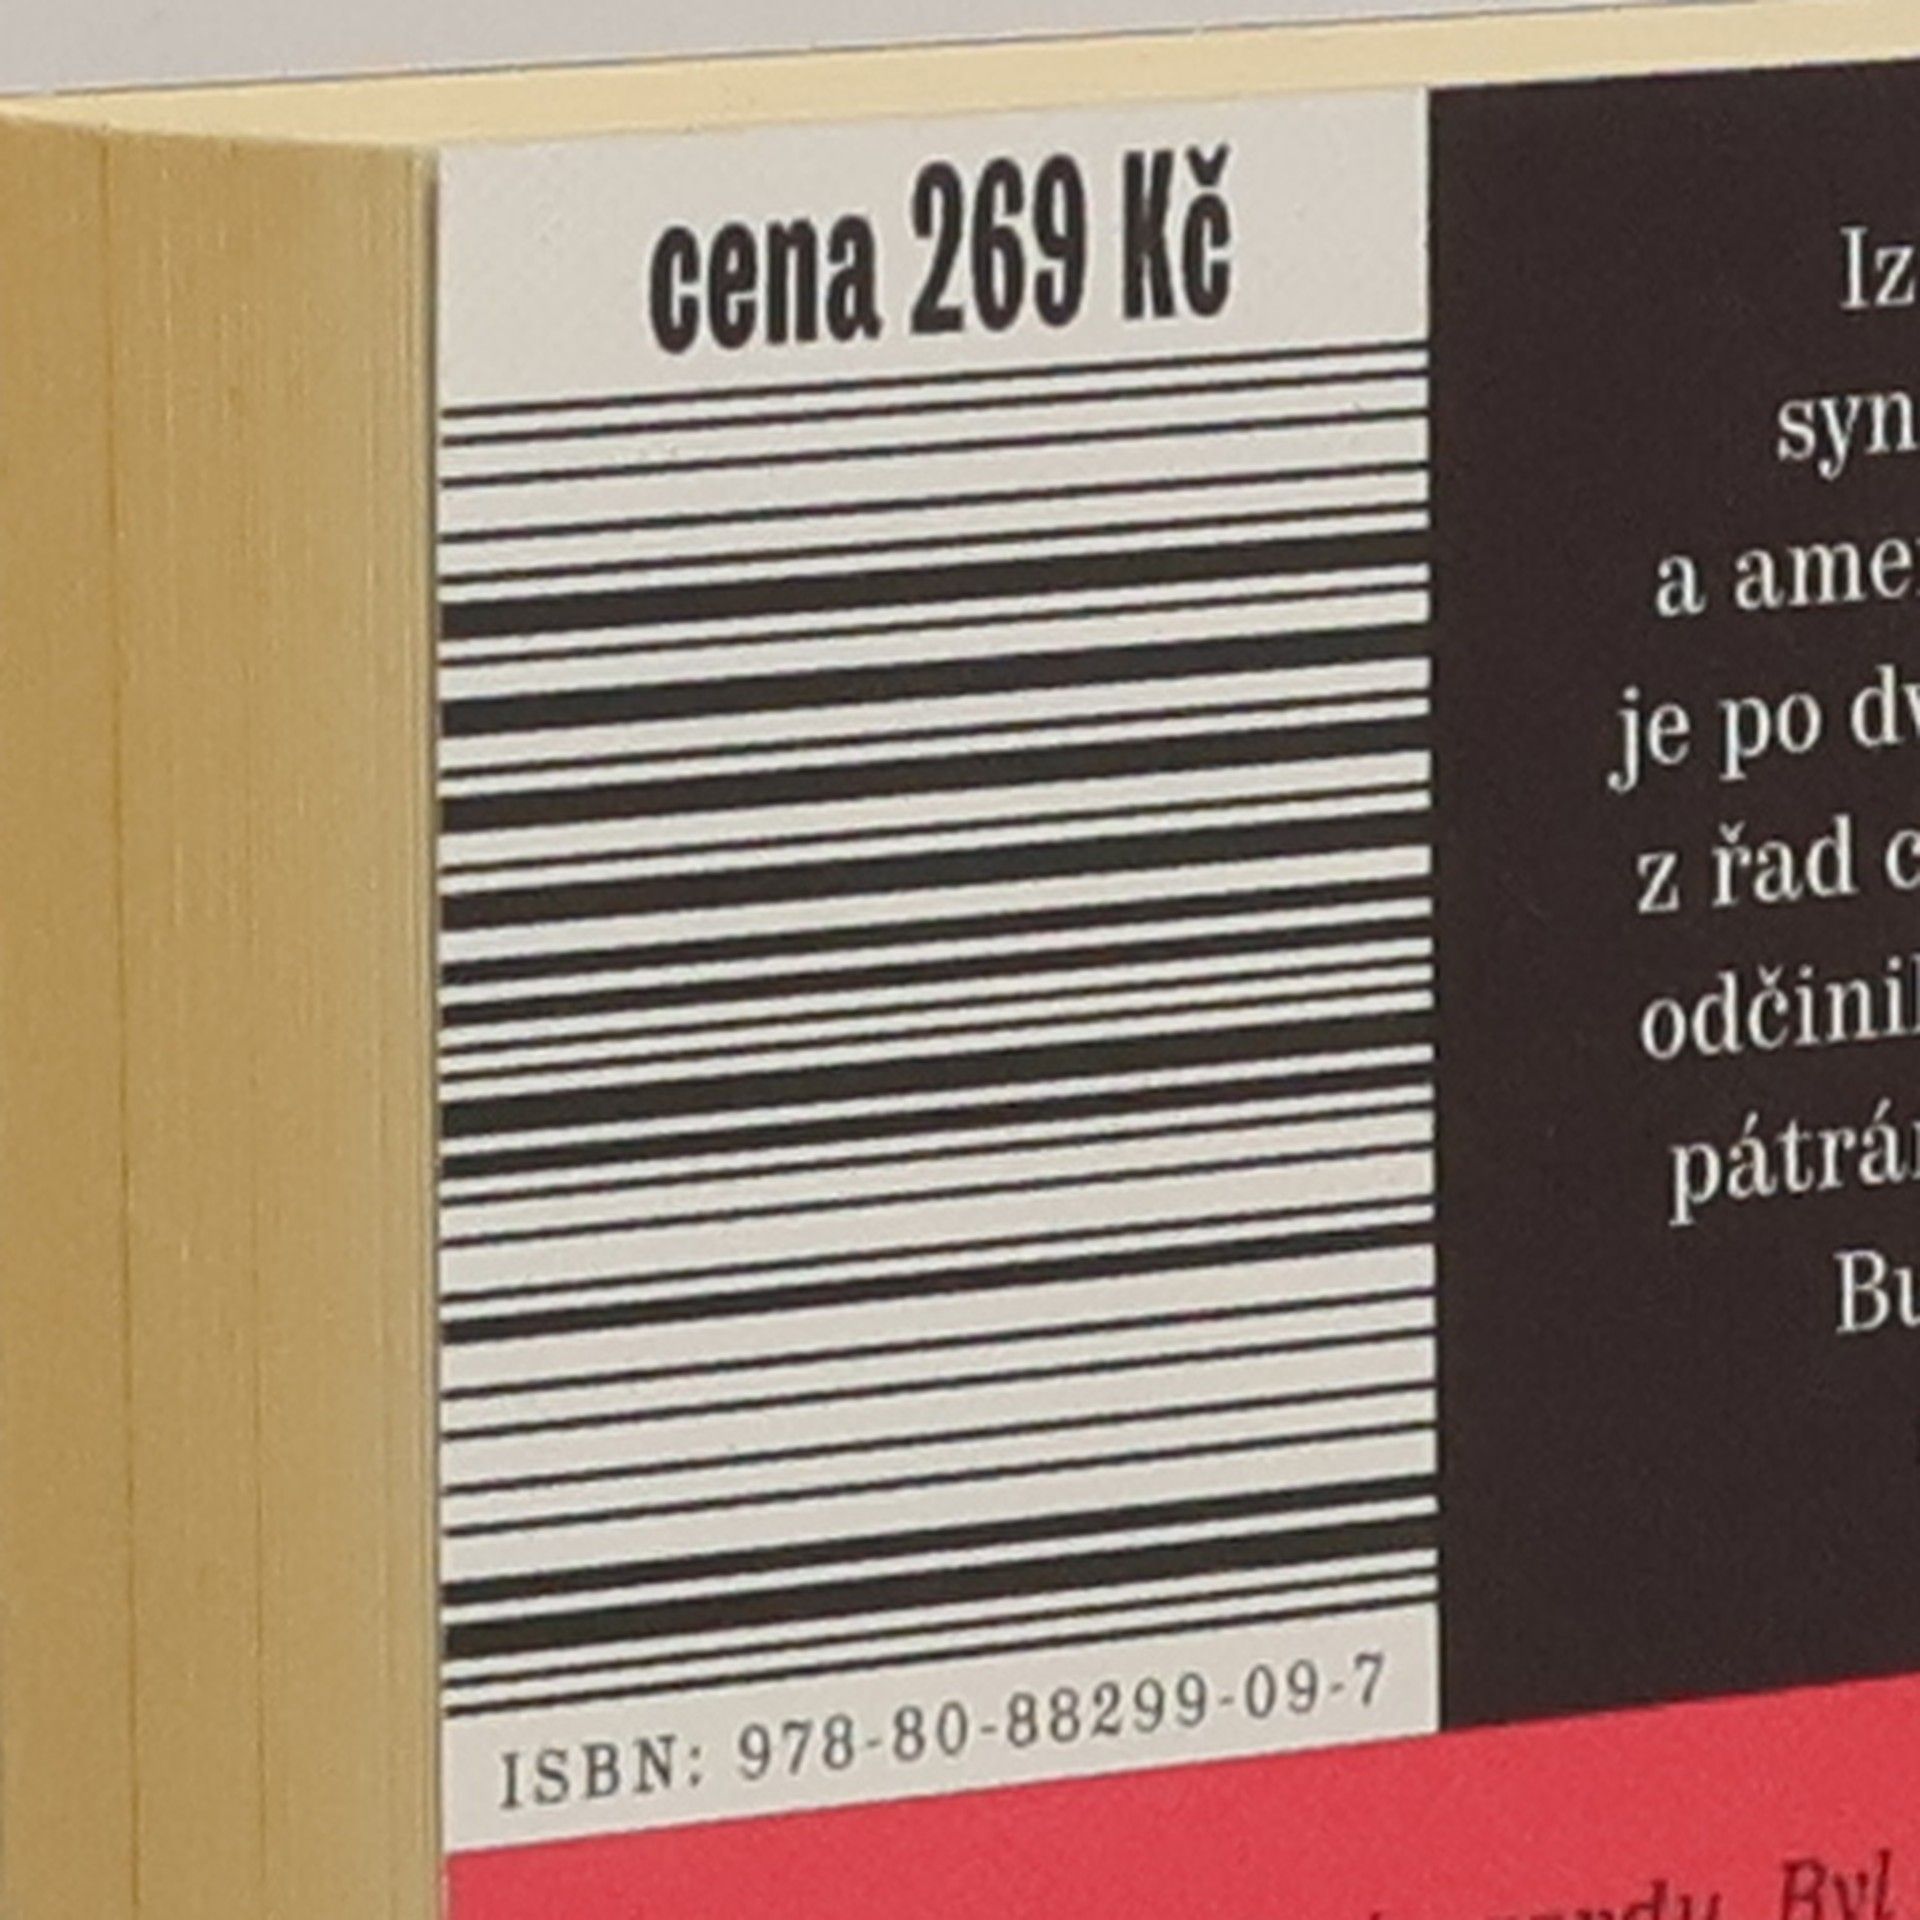 cena 269 Kč
ISBN: 978-80-88299-09-7
Iz
syn
a ame
je po dv
z řad c
odčinil
pátrán
Bu
Byl